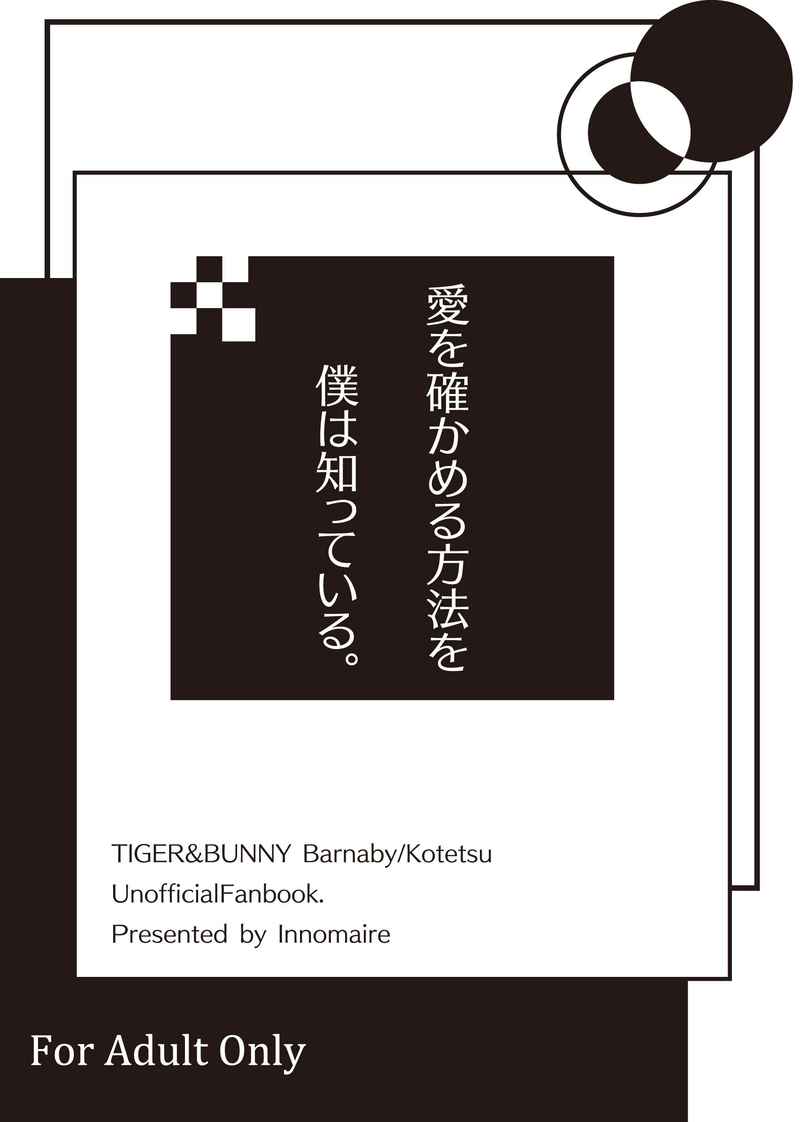 愛を確かめる方法を
僕は知っている。
TIGER&BUNNY Barnaby/Kotetsu
UnofficialFanbook.
Presented by Innomaire
For Adult Only